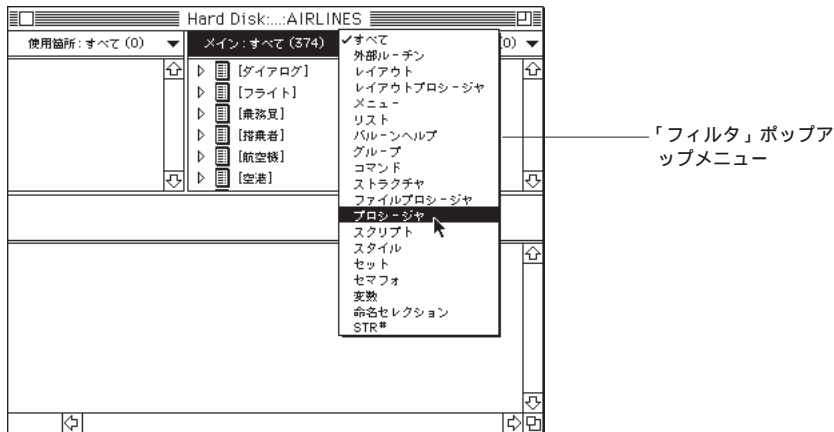 Hard Disk:...:AIRLINES
使用箇所:すべて (0)
メイン:すべて (374)
0)
[ダイアログ]
[フライト]
[乗務員]
[搭乗者]
[航空機]
[空港]
✓すべて
外部ルーチン
レイアウト
レイアウトプロシージャ
メニュー
リスト
バルーンヘルプ
グループ
コマンド
ストラクチャ
ファイルプロシージャ
プロシージャ
スクリプト
スタイル
セット
セマフォ
変数
命名セレクション
STR#
「フィルタ」ポップア
ップメニュー